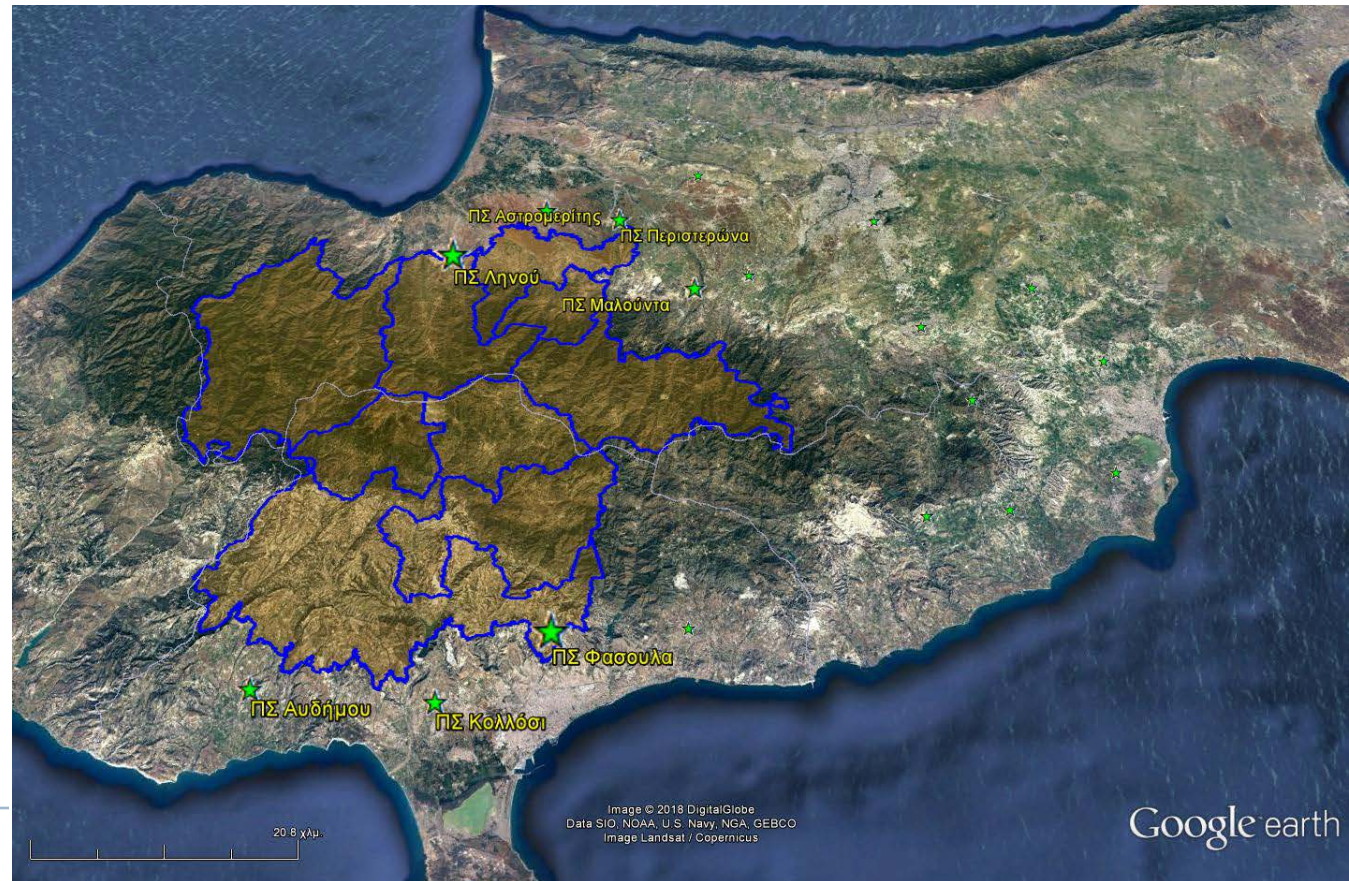 ΠΣ Αστρομερίτης
ΠΣ Περιστερώνα
ΠΣ Ληνού
ΠΣ Μαλούντα
ΠΣ Φασουλα
ΠΣ Αυδήμου
ΠΣ Κολλόσι
20.8 χλμ.
Image © 2018 DigitalGlobe
Data SIO, NOAA, U.S. Navy, NGA, GEBCO
Image Landsat / Copernicus
Google earth